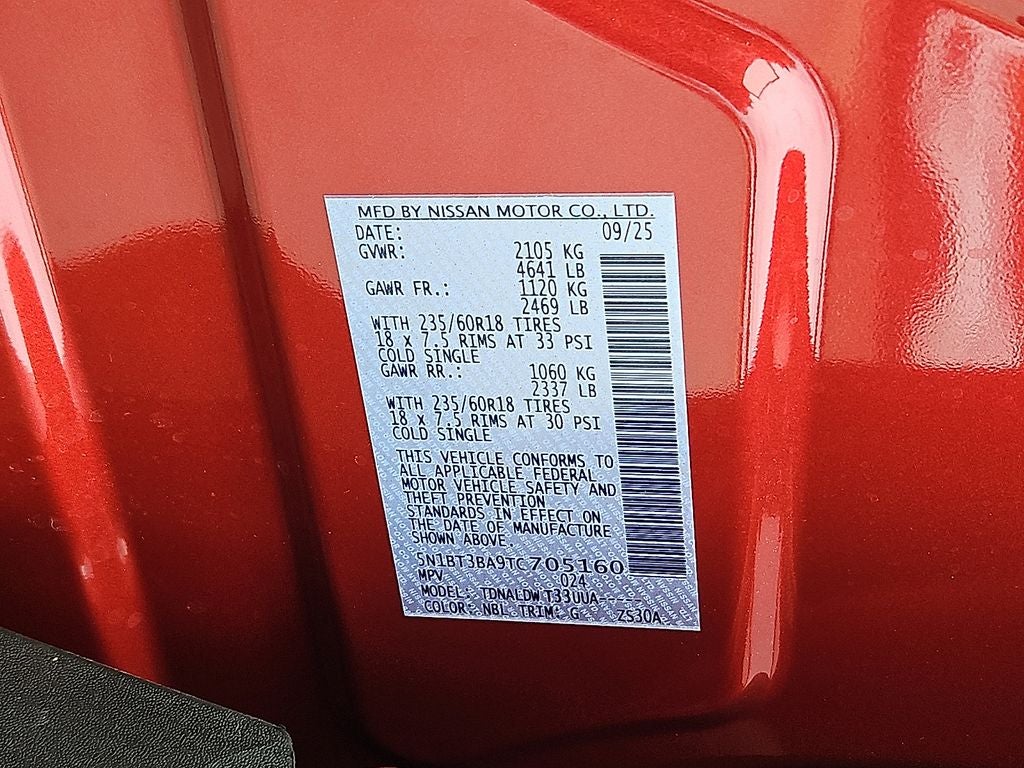 MFD BY NISSAN MOTOR CO., LTD.
DATE: 09/25
GVWR: 2105 KG
4641 LB
GAWR FR.: 1120 KG
2469 LB
WITH 235/60R18 TIRES
18 x 7.5 RIMS AT 33 PSI
COLD SINGLE
GAWR RR.: 1060 KG
2337 LB
WITH 235/60R18 TIRES
18 x 7.5 RIMS AT 30 PSI
COLD SINGLE
THIS VEHICLE CONFORMS TO
ALL APPLICABLE FEDERAL
MOTOR VEHICLE SAFETY AND
THEFT PREVENTION
STANDARDS IN EFFECT ON
THE DATE OF MANUFACTURE
SHOWN ABOVE.
5N1BT3BA9TC705160
MPV 024
MODEL: TDNALDWT33UUA-----
COLOR: NBL TRIM: G ZS30A